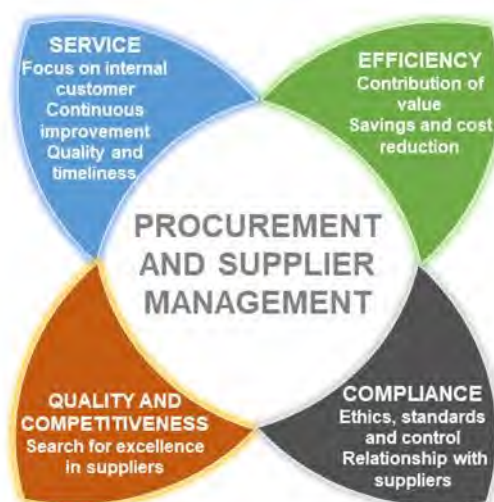 SERVICE
Focus on internal
customer
Continuous
improvement
Quality and
timeliness
EFFICIENCY
Contribution of
value
Savings and cost
reduction
PROCUREMENT
AND SUPPLIER
MANAGEMENT
QUALITY AND
COMPETITIVENESS
Search for excellence
in suppliers
COMPLIANCE
Ethics, standards
and control
Relationship with
suppliers